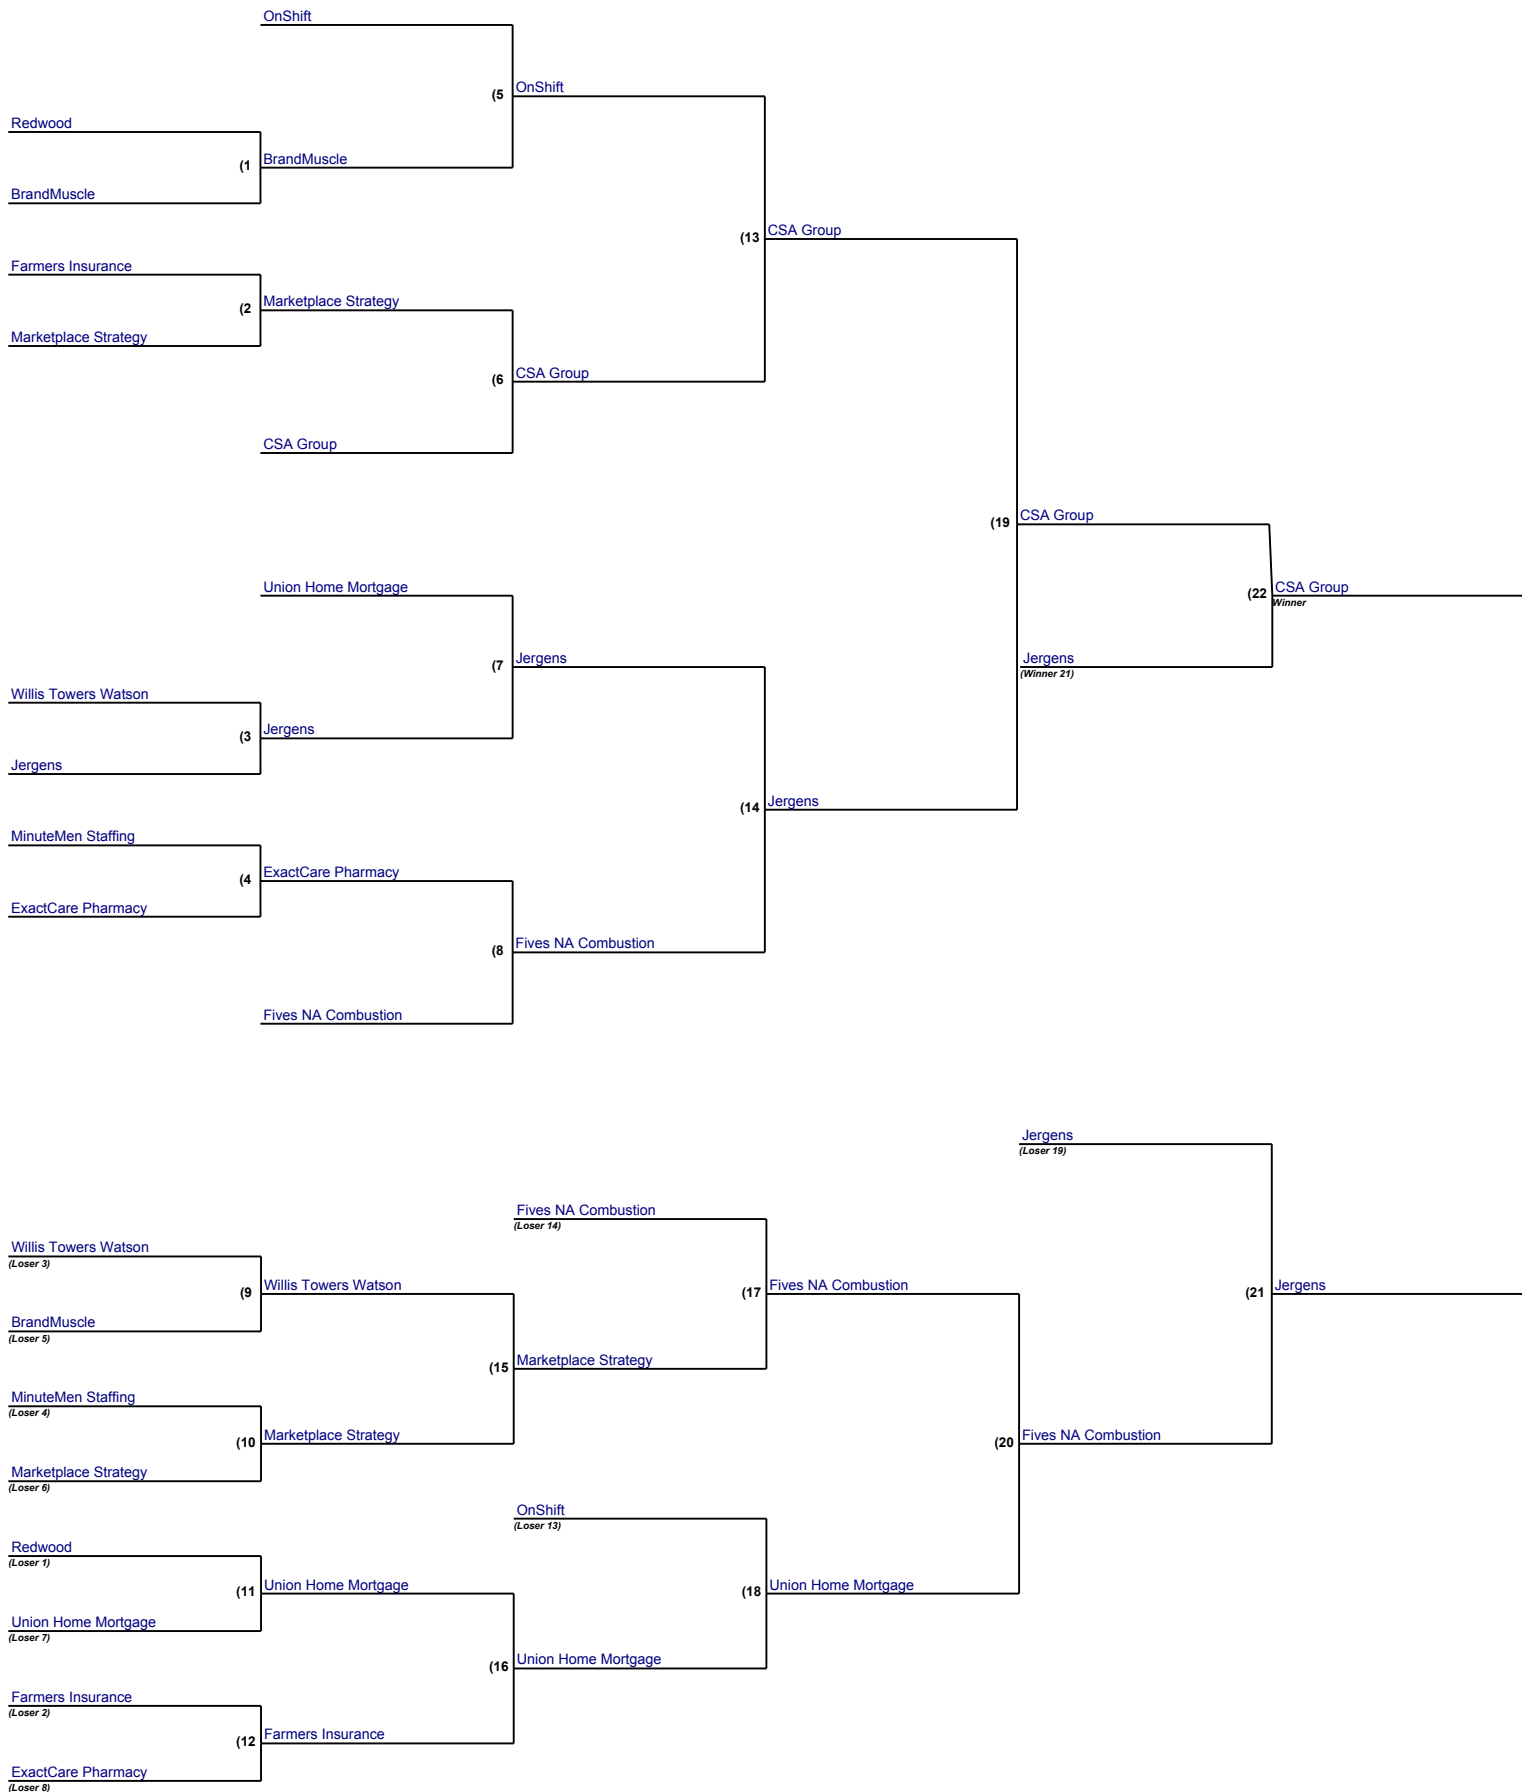 OnShift
(5
OnShift
Redwood
(1
BrandMuscle
BrandMuscle
(13
CSA Group
Farmers Insurance
(2
Marketplace Strategy
Marketplace Strategy
(6
CSA Group
CSA Group
(19
CSA Group
Union Home Mortgage
(22
CSA Group
Winner
(7
Jergens
Jergens
(Winner 21)
Willis Towers Watson
(3
Jergens
Jergens
(14
Jergens
MinuteMen Staffing
(4
ExactCare Pharmacy
ExactCare Pharmacy
(8
Fives NA Combustion
Fives NA Combustion
Jergens
(Loser 19)
Fives NA Combustion
(Loser 14)
Willis Towers Watson
(Loser 3)
(9
Willis Towers Watson
(17
Fives NA Combustion
(21
Jergens
BrandMuscle
(Loser 5)
(15
Marketplace Strategy
MinuteMen Staffing
(Loser 4)
(10
Marketplace Strategy
(20
Fives NA Combustion
Marketplace Strategy
(Loser 6)
OnShift
(Loser 13)
Redwood
(Loser 1)
(11
Union Home Mortgage
(18
Union Home Mortgage
Union Home Mortgage
(Loser 7)
(16
Union Home Mortgage
Farmers Insurance
(Loser 2)
(12
Farmers Insurance
ExactCare Pharmacy
(Loser 8)